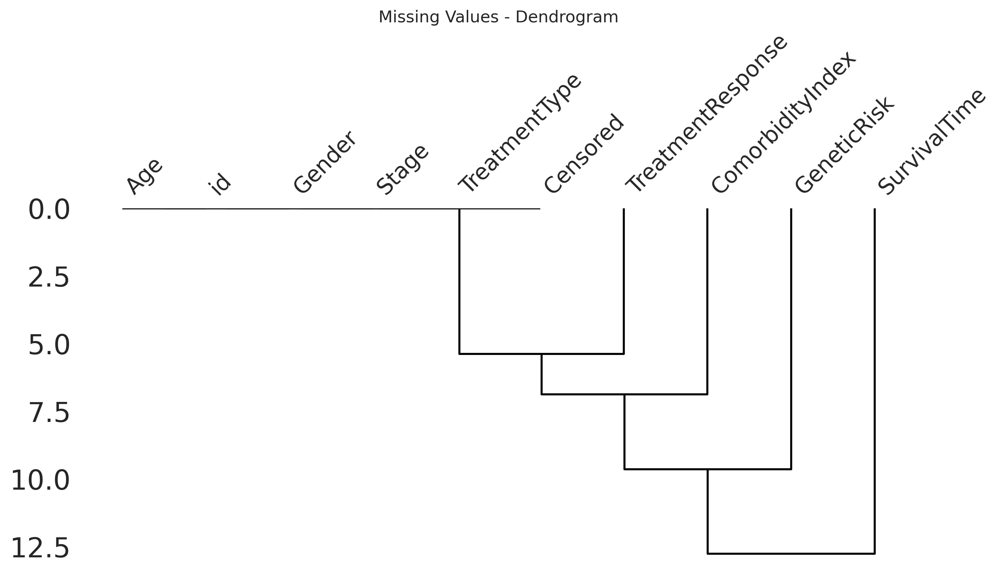 Missing Values - Dendrogram
Age
id
Gender
Stage
TreatmentType
Censored
TreatmentResponse
ComorbidityIndex
GeneticRisk
SurvivalTime
0.0
2.5
5.0
7.5
10.0
12.5